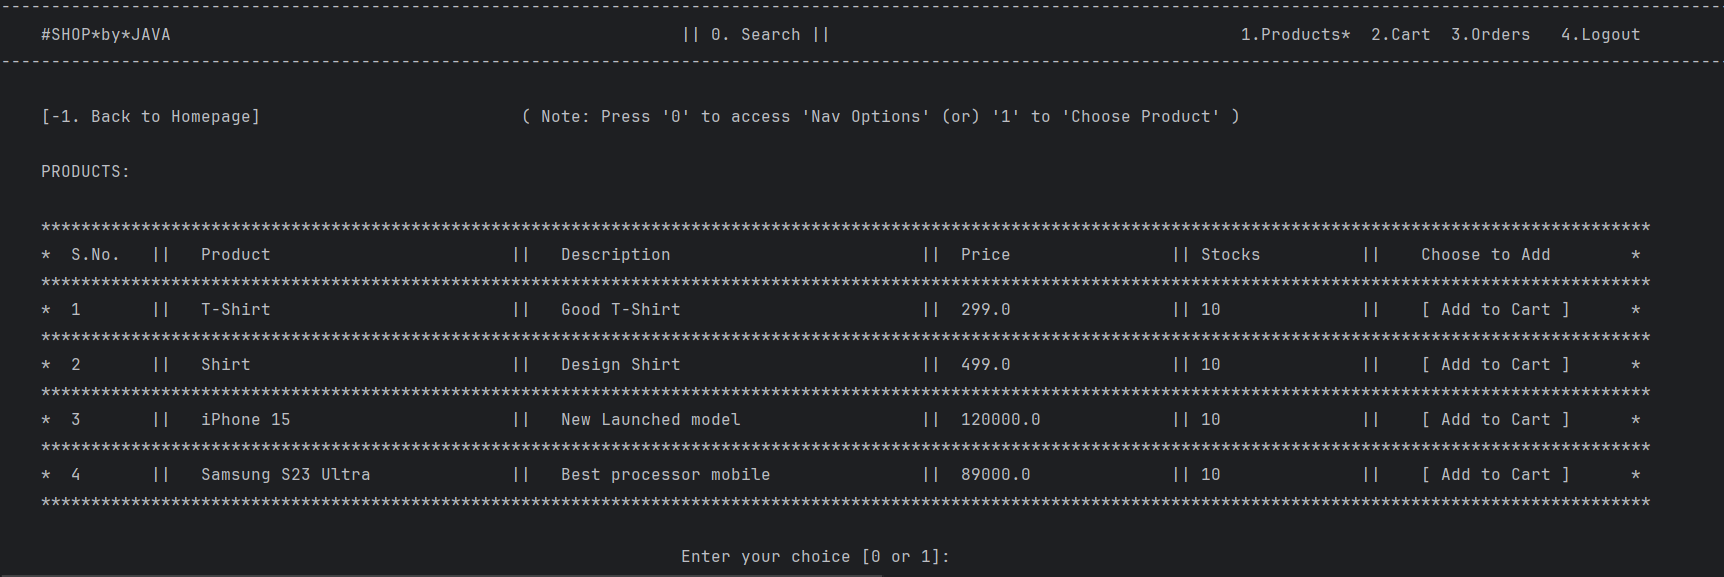 #SHOP*by*JAVA || 0. Search || 1.Products* 2.Cart 3.Orders 4.Logout
[-1. Back to Homepage] ( Note: Press '0' to access 'Nav Options' (or) '1' to 'Choose Product' )
PRODUCTS:
* S.No. || Product || Description || Price || Stocks || Choose to Add *
* 1 || T-Shirt || Good T-Shirt || 299.0 || 10 || [ Add to Cart ] *
* 2 || Shirt || Design Shirt || 499.0 || 10 || [ Add to Cart ] *
* 3 || iPhone 15 || New Launched model || 120000.0 || 10 || [ Add to Cart ] *
* 4 || Samsung S23 Ultra || Best processor mobile || 89000.0 || 10 || [ Add to Cart ] *
Enter your choice [0 or 1]: